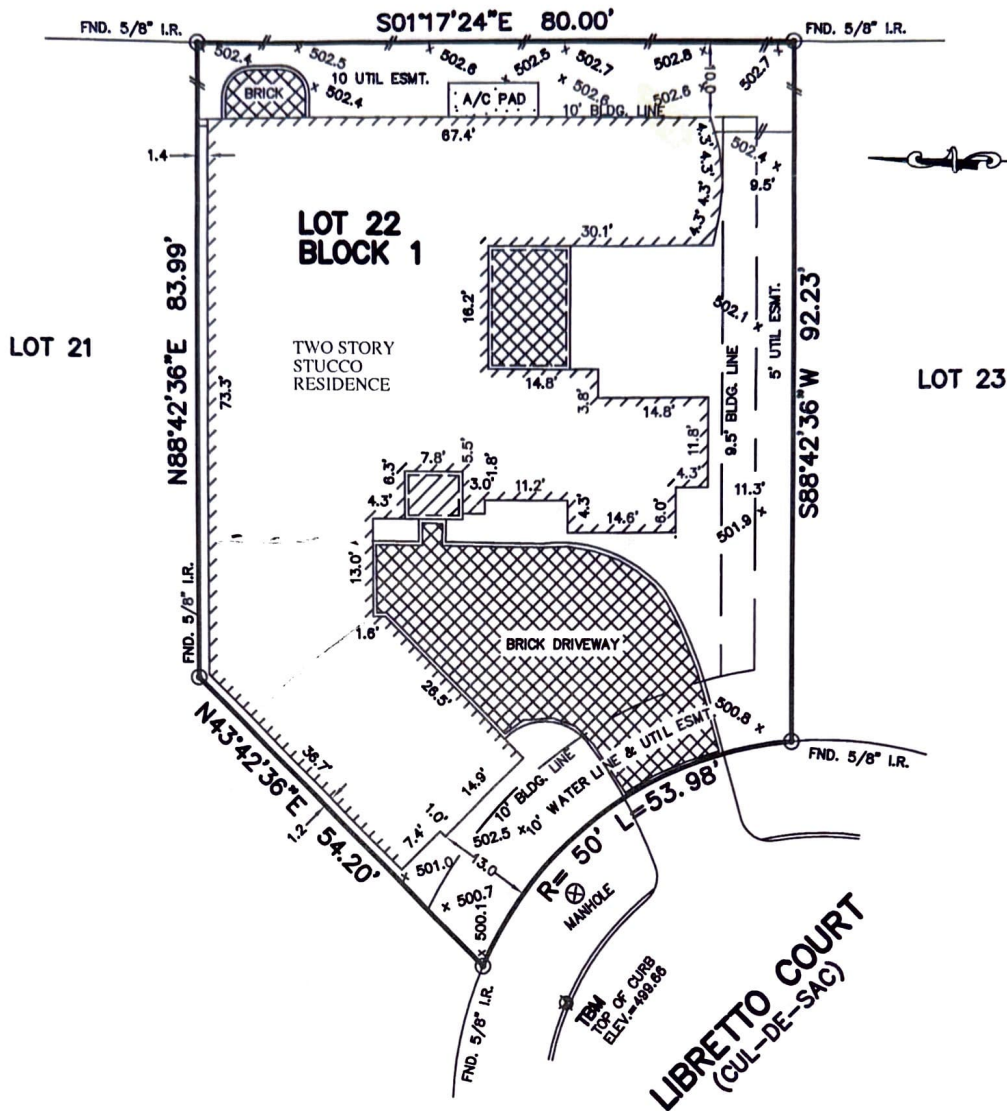 S01°17'24"E 80.00'
FND. 5/8" I.R.
FND. 5/8" I.R.
502.4
502.5
502.6
502.5
502.7
502.8
502.7
10 UTIL ESMT.
502.4
BRICK
A/C PAD
502.6
502.6
10.0
10' BLDG. LINE
67.4'
1.4
4.3'
4.3'
4.3'
4.3'
502.4
9.5'
LOT 22
BLOCK 1
30.1'
N88°42'36"E 83.99'
16.2'
502.1
5' UTIL ESMT.
S88°42'36"W 92.23'
LOT 21
TWO STORY
STUCCO
RESIDENCE
LOT 23
73.3'
14.8'
3.8'
14.8'
9.5' BLDG. LINE
11.8'
6.3'
7.8'
5.5'
1.8'
4.3'
3.0'
11.2'
4.3'
4.3'
11.3'
14.6'
6.0'
501.9
13.0'
FND. 5/8" I.R.
1.6'
BRICK DRIVEWAY
26.5'
500.8
N43°42'36"E 54.20'
36.7'
1.2
14.9'
1.0'
7.4'
10' BLDG. LINE
10' WATER LINE & UTIL ESMT.
502.5
FND. 5/8" I.R.
R= 50' L=53.98'
501.0
13.0
500.7
500.1
MANHOLE
FND. 5/8" I.R.
TBM
TOP OF CURB
ELEV.=499.66
LIBRETTO COURT
(CUL-DE-SAC)